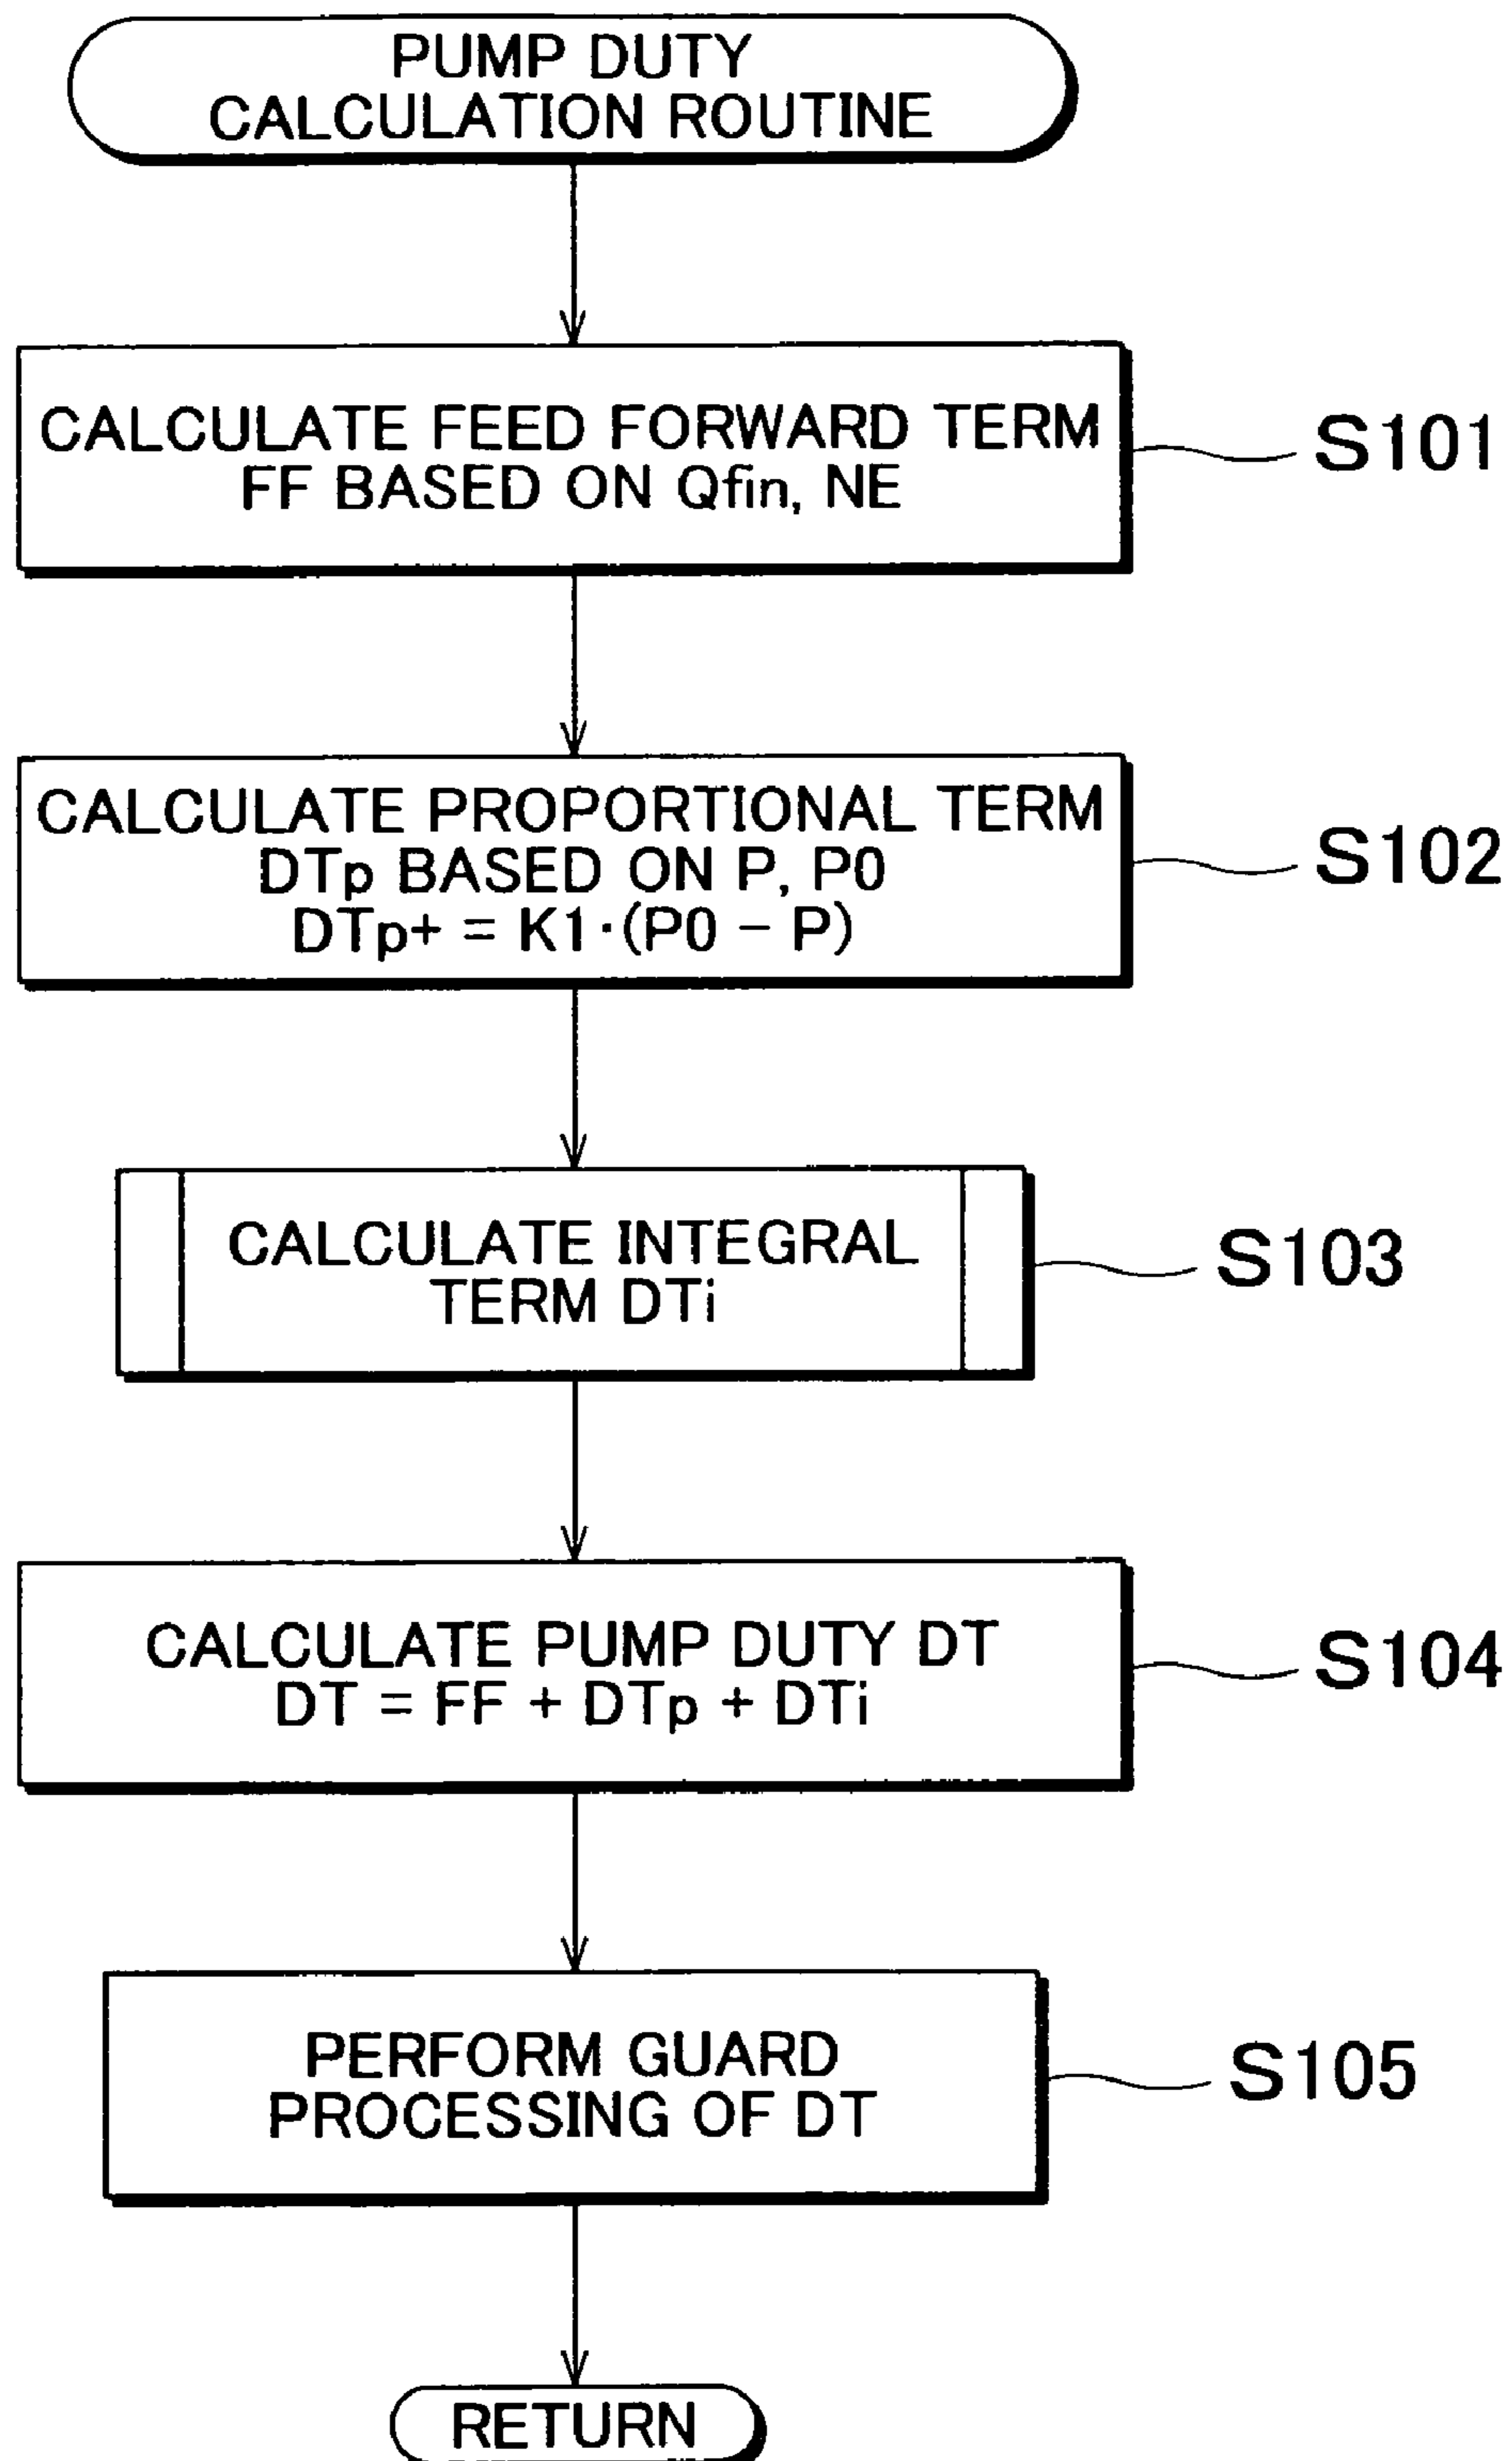 PUMP DUTY
CALCULATION ROUTINE
CALCULATE FEED FORWARD TERM
FF BASED ON Qfin, NE
S101
CALCULATE PROPORTIONAL TERM
DTp BASED ON P, P0
DTp+ = K1·(P0 − P)
S102
CALCULATE INTEGRAL
TERM DTi
S103
CALCULATE PUMP DUTY DT
DT = FF + DTp + DTi
S104
PERFORM GUARD
PROCESSING OF DT
S105
RETURN